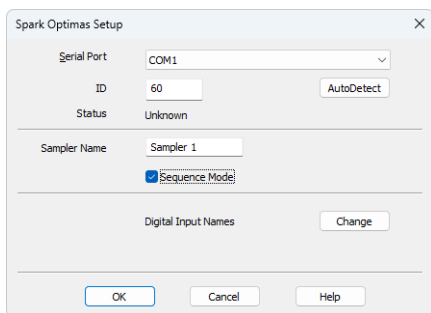 Spark Optimas Setup
Serial Port COM1
ID 60 AutoDetect
Status Unknown
Sampler Name Sampler 1
Sequence Mode
Digital Input Names Change
OK Cancel Help